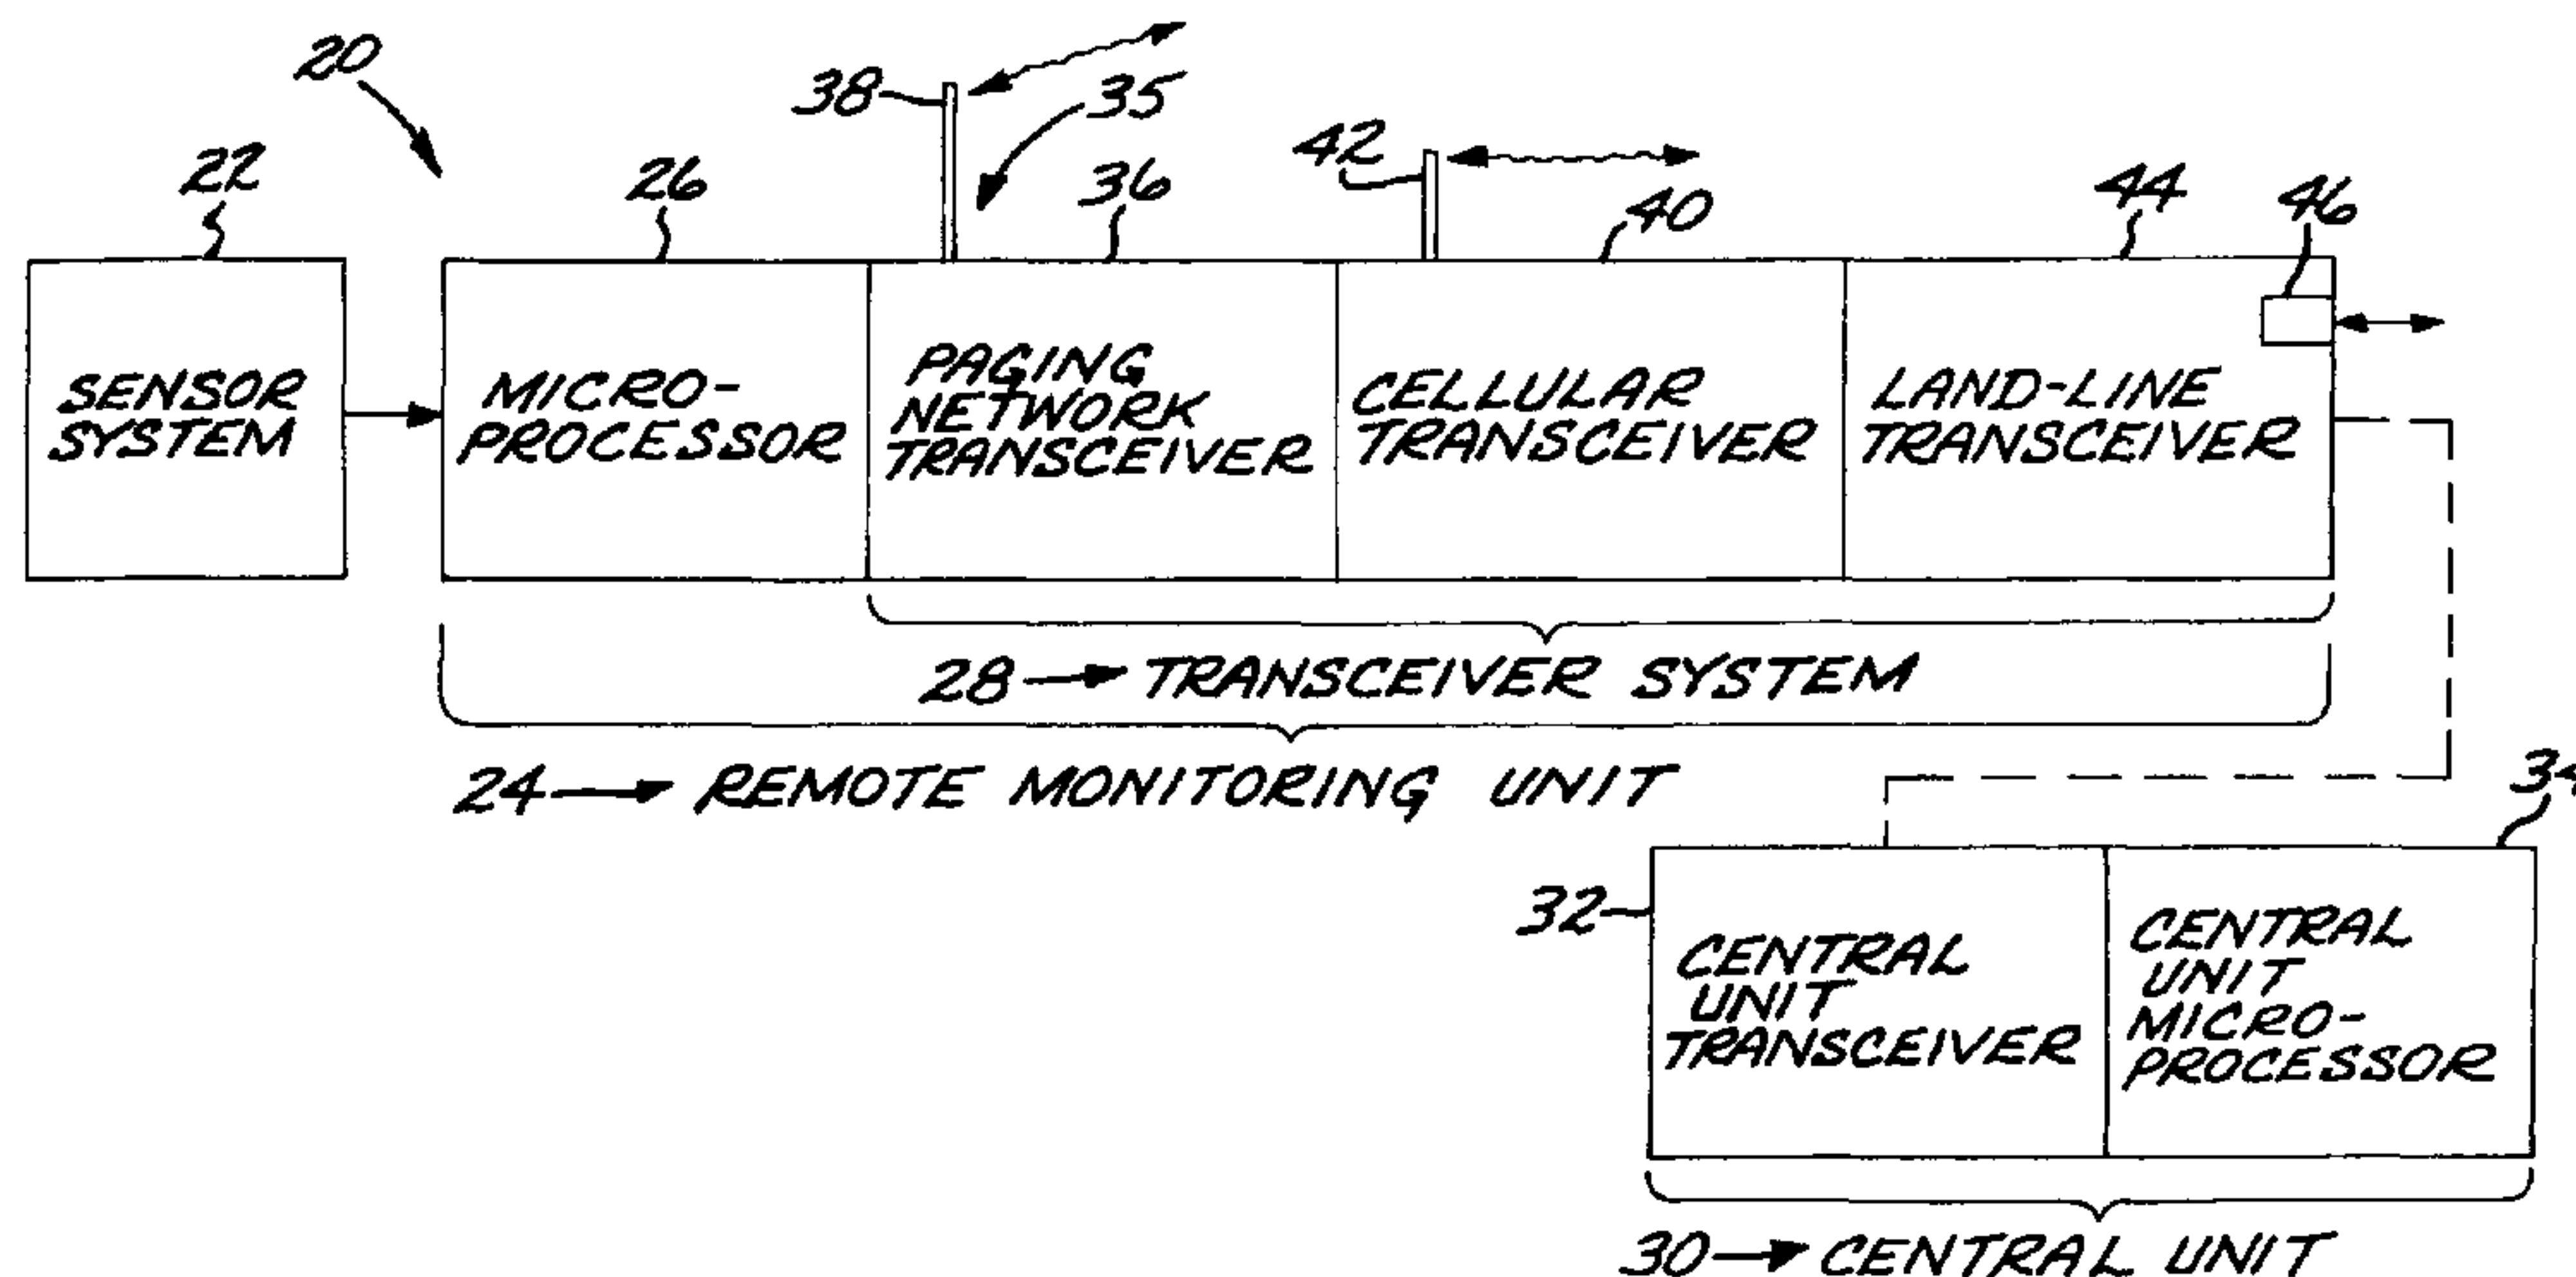 20
38
35
42
22
26
36
40
44
46
SENSOR
SYSTEM
MICRO-
PROCESSOR
PAGING
NETWORK
TRANSCEIVER
CELLULAR
TRANSCEIVER
LAND-LINE
TRANSCEIVER
28 → TRANSCEIVER SYSTEM
24 → REMOTE MONITORING UNIT
34
32
CENTRAL
UNIT
TRANSCEIVER
CENTRAL
UNIT
MICRO-
PROCESSOR
30 → CENTRAL UNIT